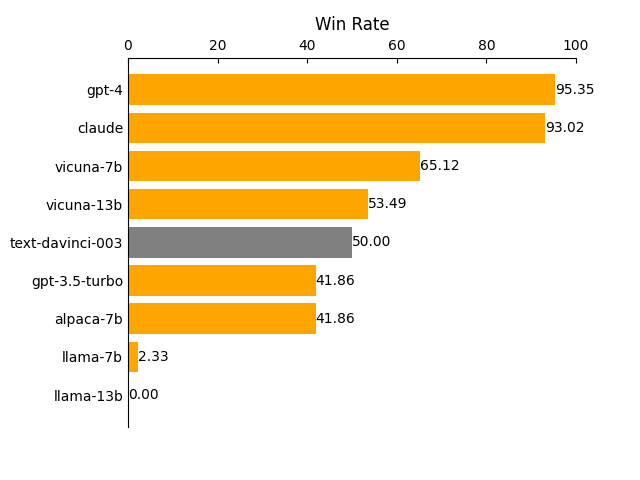 Win Rate
0 20 40 60 80 100
gpt-4 95.35
claude 93.02
vicuna-7b 65.12
vicuna-13b 53.49
text-davinci-003 50.00
gpt-3.5-turbo 41.86
alpaca-7b 41.86
llama-7b 2.33
llama-13b 0.00